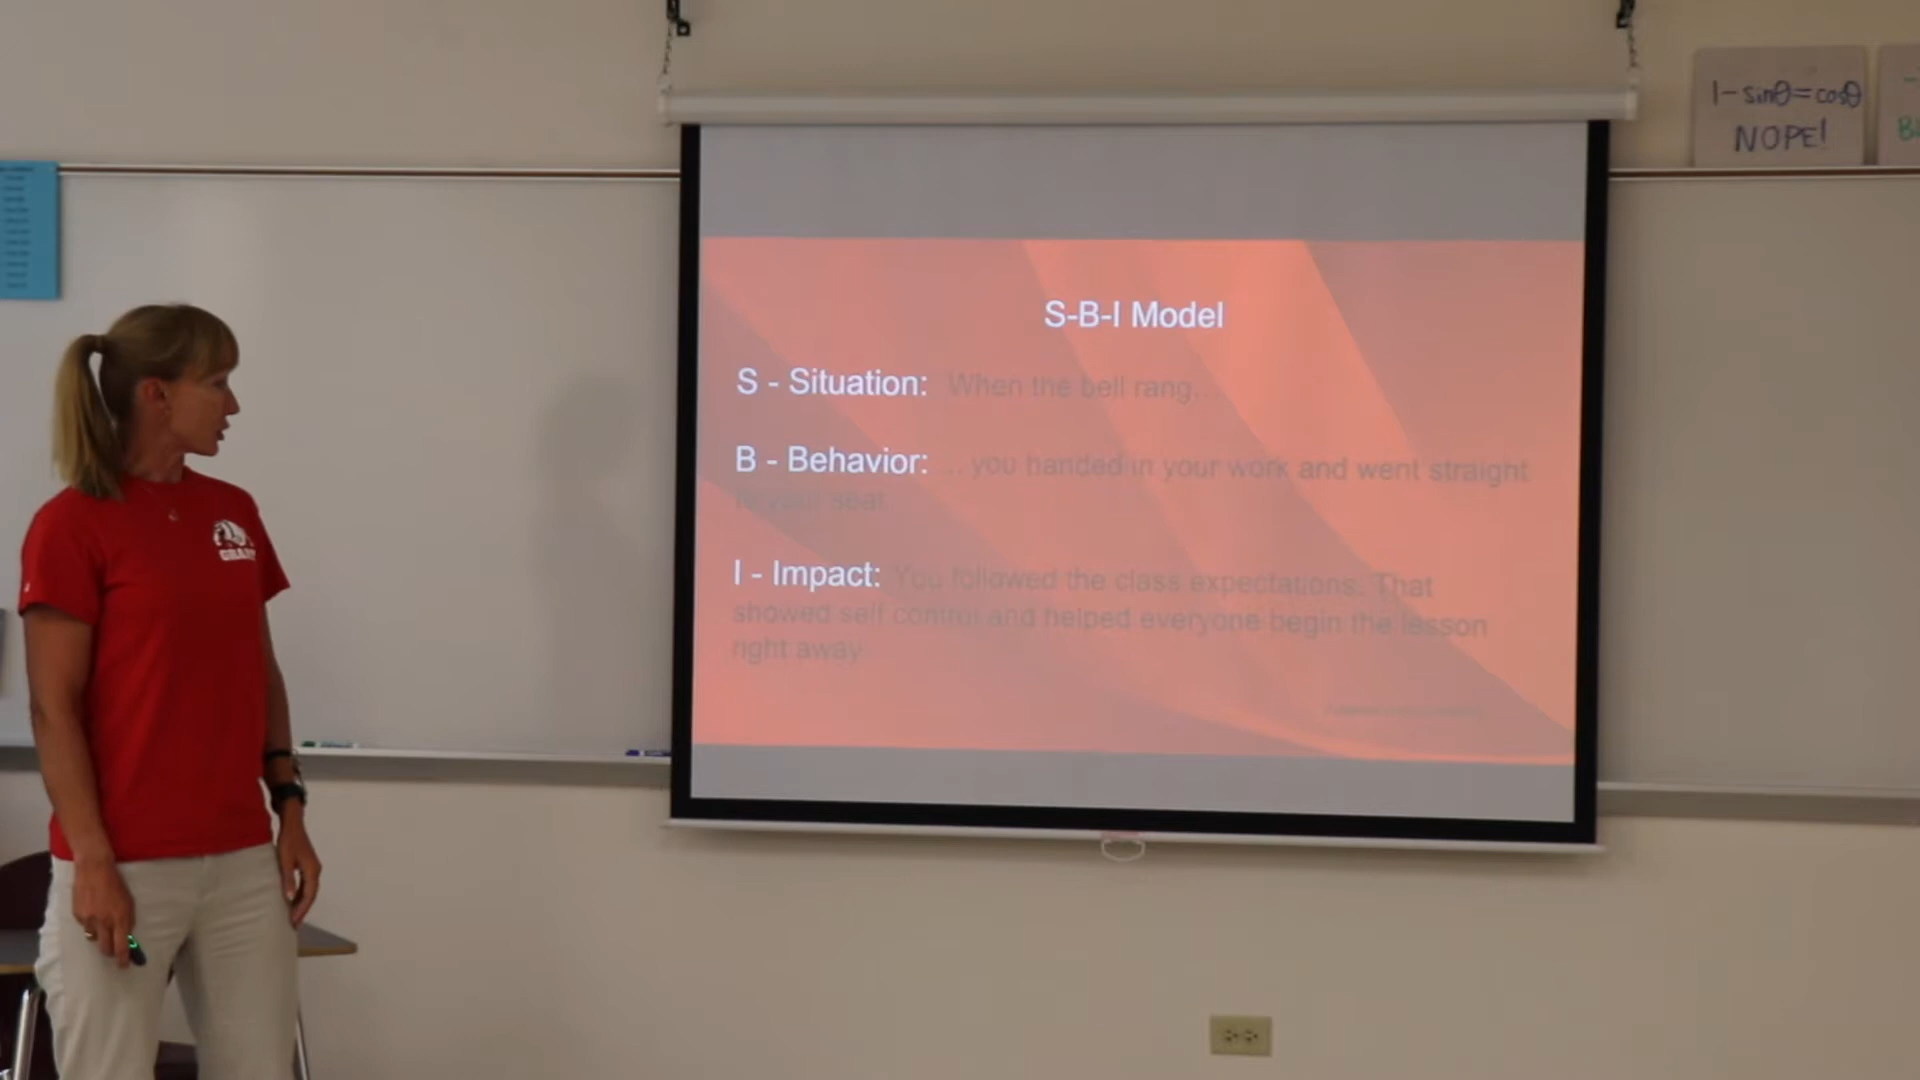 1-sinθ=cosθ
NOPE!
S-B-I Model
S - Situation: When the bell rang...
B - Behavior: ...you handed in your work and went straight
to your seat
I - Impact: You followed the class expectations. That
showed self control and helped everyone begin the lesson
right away